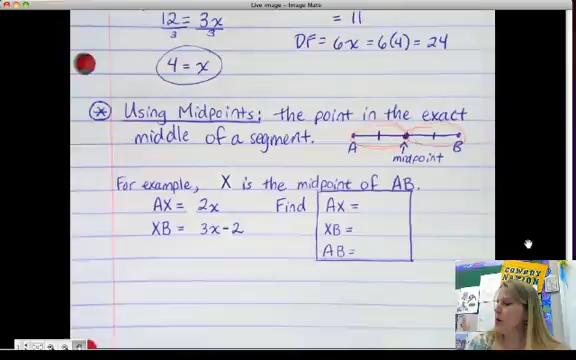 Live image - Image Mate
12 = 3x
3 3
= 11
DF = 6x = 6(4) = 24
4 = x
* Using Midpoints: the point in the exact
middle of a segment.
A B
midpoint
For example, X is the midpoint of AB.
AX = 2x Find AX =
XB = 3x-2 XB =
AB =
COWBOY
NATION